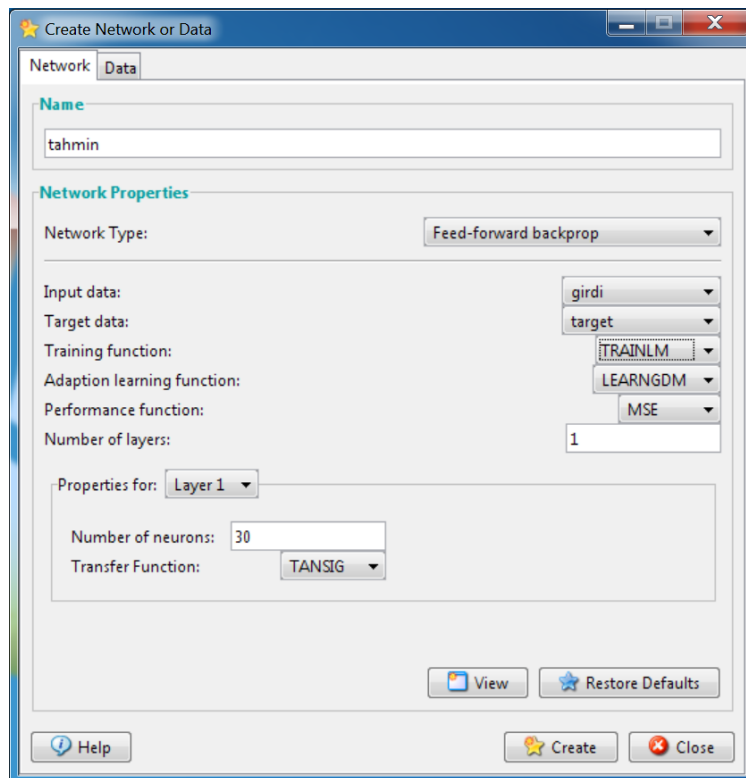 Create Network or Data
Network Data
Name
tahmin
Network Properties
Network Type: Feed-forward backprop
Input data: girdi
Target data: target
Training function: TRAINLM
Adaption learning function: LEARNGDM
Performance function: MSE
Number of layers: 1
Properties for: Layer 1
Number of neurons: 30
Transfer Function: TANSIG
View Restore Defaults
Help Create Close